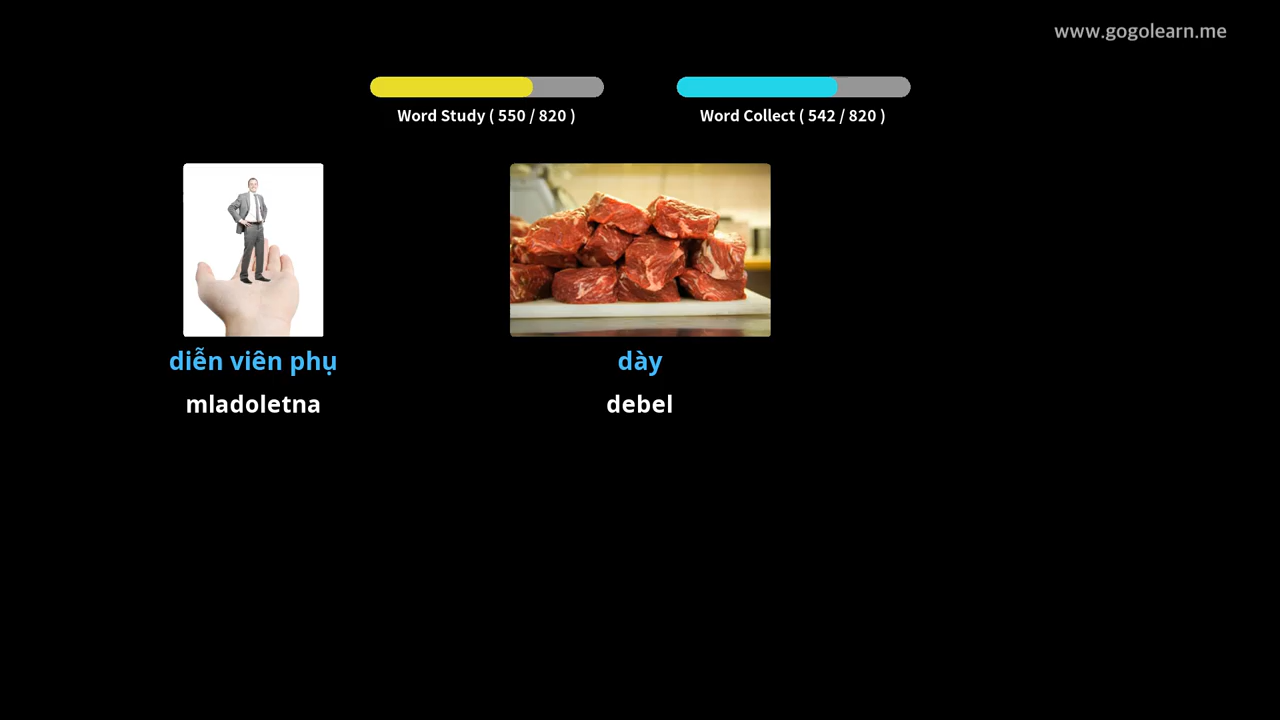 www.gogolearn.me
Word Study ( 550 / 820 )
Word Collect ( 542 / 820 )
diễn viên phụ
dày
mladoletna
debel